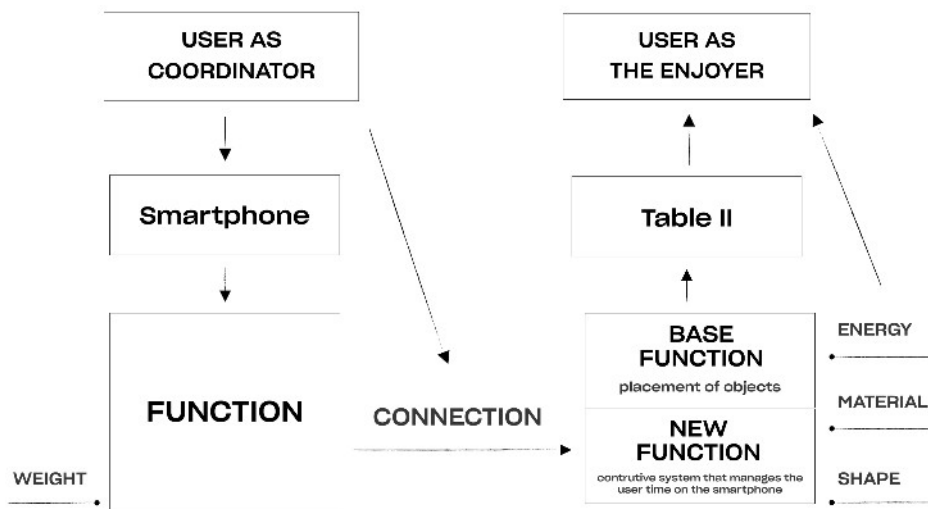 USER AS
COORDINATOR
USER AS
THE ENJOYER
Smartphone
Table II
FUNCTION
CONNECTION
BASE
FUNCTION
placement of objects
NEW
FUNCTION
contrutive system that manages the
user time on the smartphone
ENERGY
MATERIAL
SHAPE
WEIGHT